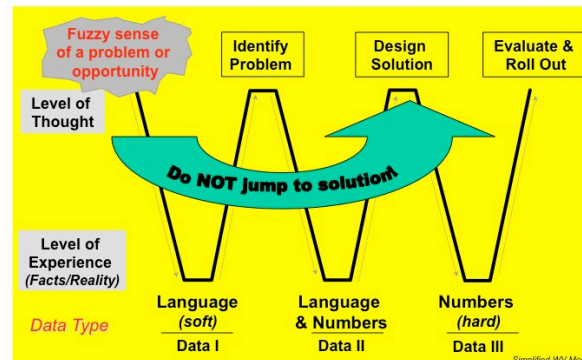 Fuzzy sense
of a problem or
opportunity
Identify
Problem
Design
Solution
Evaluate &
Roll Out
Level of
Thought
Do NOT jump to solution!
Level of
Experience
(Facts/Reality)
Language
(soft)
Data I
Language
& Numbers
Data II
Numbers
(hard)
Data III
Data Type
Simplified WV